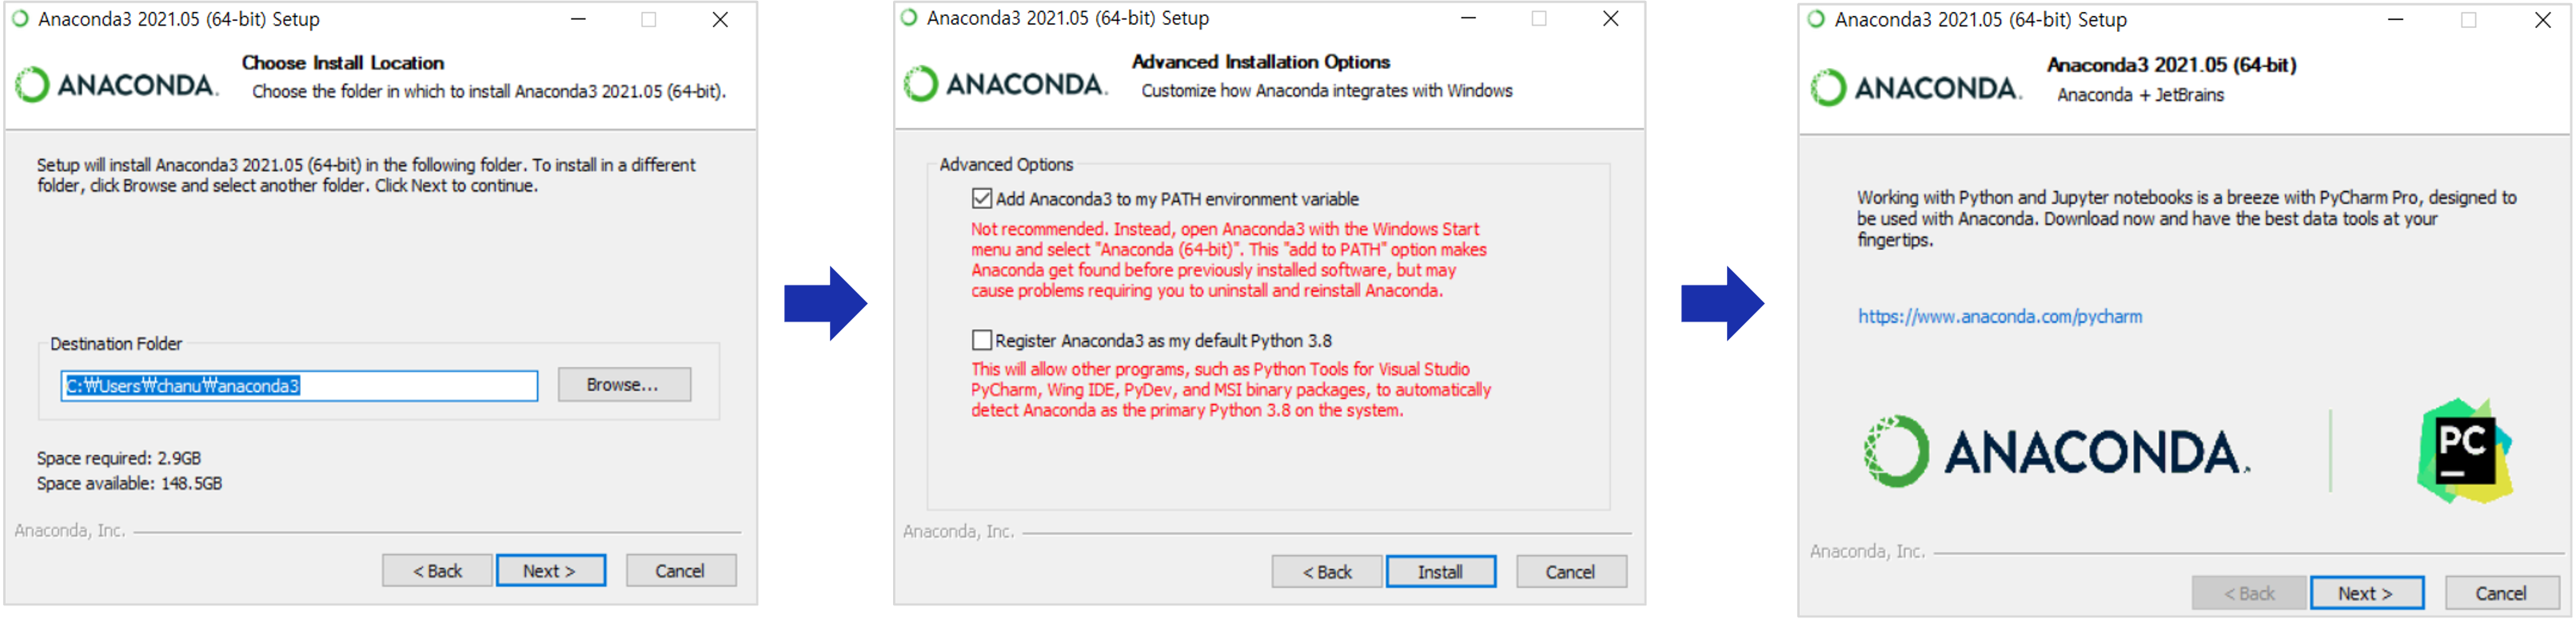 Anaconda3 2021.05 (64-bit) Setup
ANACONDA.
Choose Install Location
Choose the folder in which to install Anaconda3 2021.05 (64-bit).
Setup will install Anaconda3 2021.05 (64-bit) in the following folder. To install in a different
folder, click Browse and select another folder. Click Next to continue.
Destination Folder
C:₩Users₩chanu₩anaconda3
Browse...
Space required: 2.9GB
Space available: 148.5GB
Anaconda, Inc.
< Back
Next >
Cancel
Anaconda3 2021.05 (64-bit) Setup
ANACONDA.
Advanced Installation Options
Customize how Anaconda integrates with Windows
Advanced Options
Add Anaconda3 to my PATH environment variable
Not recommended. Instead, open Anaconda3 with the Windows Start
menu and select "Anaconda (64-bit)". This "add to PATH" option makes
Anaconda get found before previously installed software, but may
cause problems requiring you to uninstall and reinstall Anaconda.
Register Anaconda3 as my default Python 3.8
This will allow other programs, such as Python Tools for Visual Studio
PyCharm, Wing IDE, PyDev, and MSI binary packages, to automatically
detect Anaconda as the primary Python 3.8 on the system.
Anaconda, Inc.
< Back
Install
Cancel
Anaconda3 2021.05 (64-bit) Setup
ANACONDA.
Anaconda3 2021.05 (64-bit)
Anaconda + JetBrains
Working with Python and Jupyter notebooks is a breeze with PyCharm Pro, designed to
be used with Anaconda. Download now and have the best data tools at your
fingertips.
https://www.anaconda.com/pycharm
ANACONDA.
PC
Anaconda, Inc.
< Back
Next >
Cancel